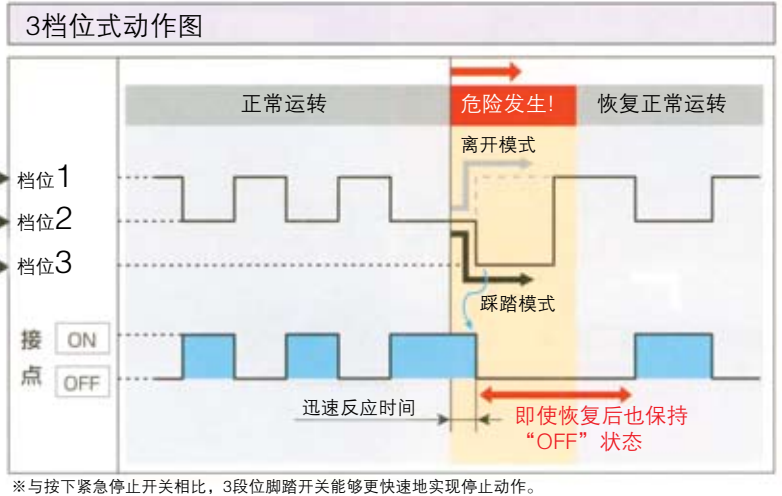 3档位式动作图
正常运转
危险发生!
恢复正常运转
离开模式
档位1
档位2
档位3
踩踏模式
接点
ON
OFF
迅速反应时间
即使恢复后也保持
“OFF”状态
※与按下紧急停止开关相比，3段位脚踏开关能够更快速地实现停止动作。